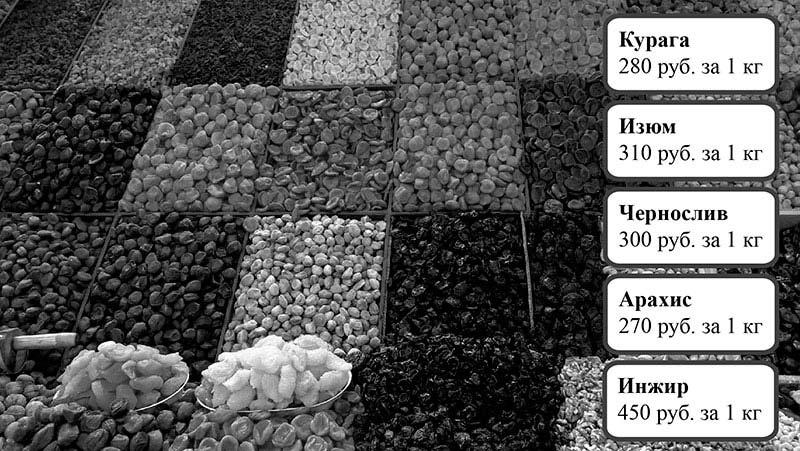 Курага
280 руб. за 1 кг
Изюм
310 руб. за 1 кг
Чернослив
300 руб. за 1 кг
Арахис
270 руб. за 1 кг
Инжир
450 руб. за 1 кг